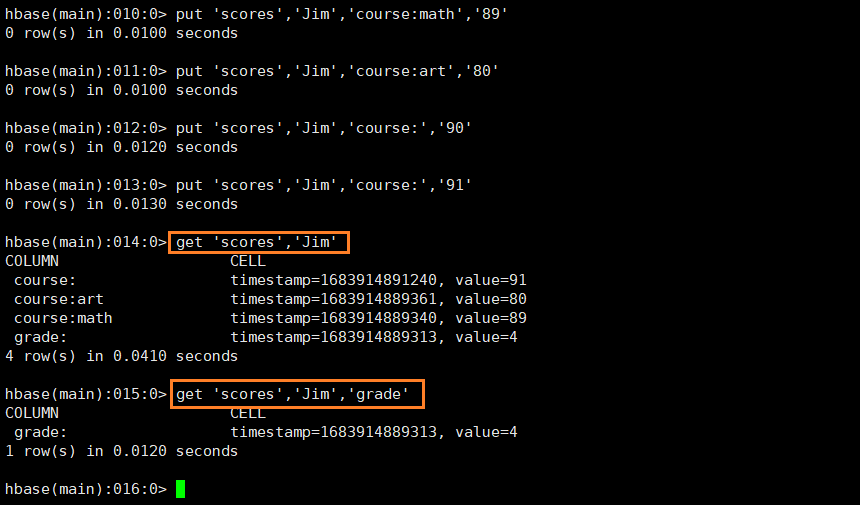 hbase(main):010:0> put 'scores','Jim','course:math','89'
0 row(s) in 0.0100 seconds
hbase(main):011:0> put 'scores','Jim','course:art','80'
0 row(s) in 0.0100 seconds
hbase(main):012:0> put 'scores','Jim','course:','90'
0 row(s) in 0.0120 seconds
hbase(main):013:0> put 'scores','Jim','course:','91'
0 row(s) in 0.0130 seconds
hbase(main):014:0> get 'scores','Jim'
COLUMN                   CELL
 course:                 timestamp=1683914891240, value=91
 course:art              timestamp=1683914889361, value=80
 course:math             timestamp=1683914889340, value=89
 grade:                  timestamp=1683914889313, value=4
4 row(s) in 0.0410 seconds
hbase(main):015:0> get 'scores','Jim','grade'
COLUMN                   CELL
 grade:                  timestamp=1683914889313, value=4
1 row(s) in 0.0120 seconds
hbase(main):016:0>